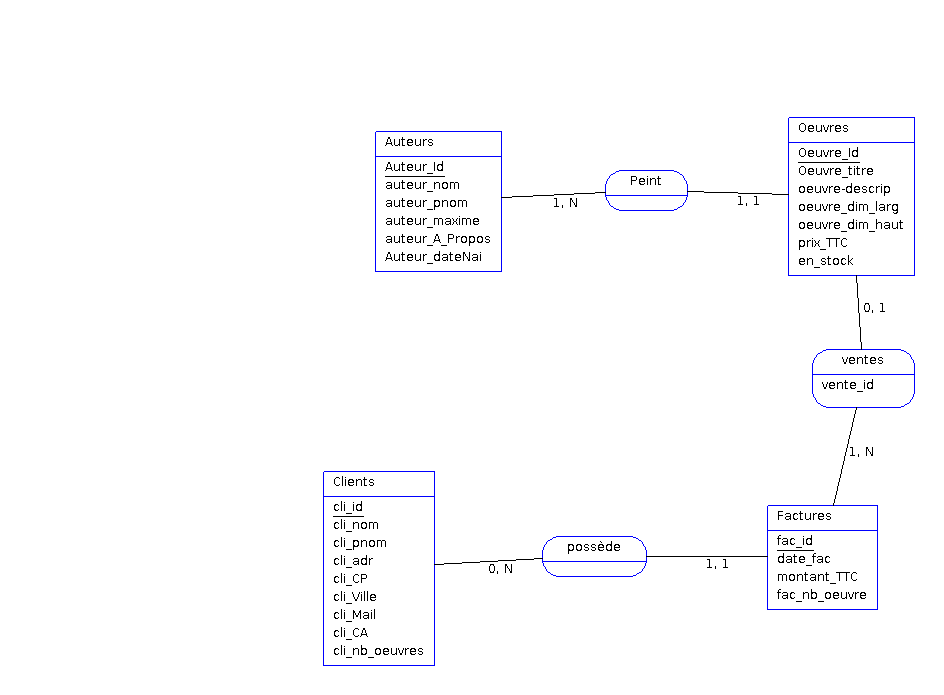 Auteurs
Auteur_Id
auteur_nom
auteur_pnom
auteur_maxime
auteur_A_Propos
Auteur_dateNai
1, N
Peint
1, 1
Oeuvres
Oeuvre_Id
Oeuvre_titre
oeuvre-descrip
oeuvre_dim_larg
oeuvre_dim_haut
prix_TTC
en_stock
0, 1
ventes
vente_id
1, N
Clients
cli_id
cli_nom
cli_pnom
cli_adr
cli_CP
cli_Ville
cli_Mail
cli_CA
cli_nb_oeuvres
0, N
possède
1, 1
Factures
fac_id
date_fac
montant_TTC
fac_nb_oeuvre